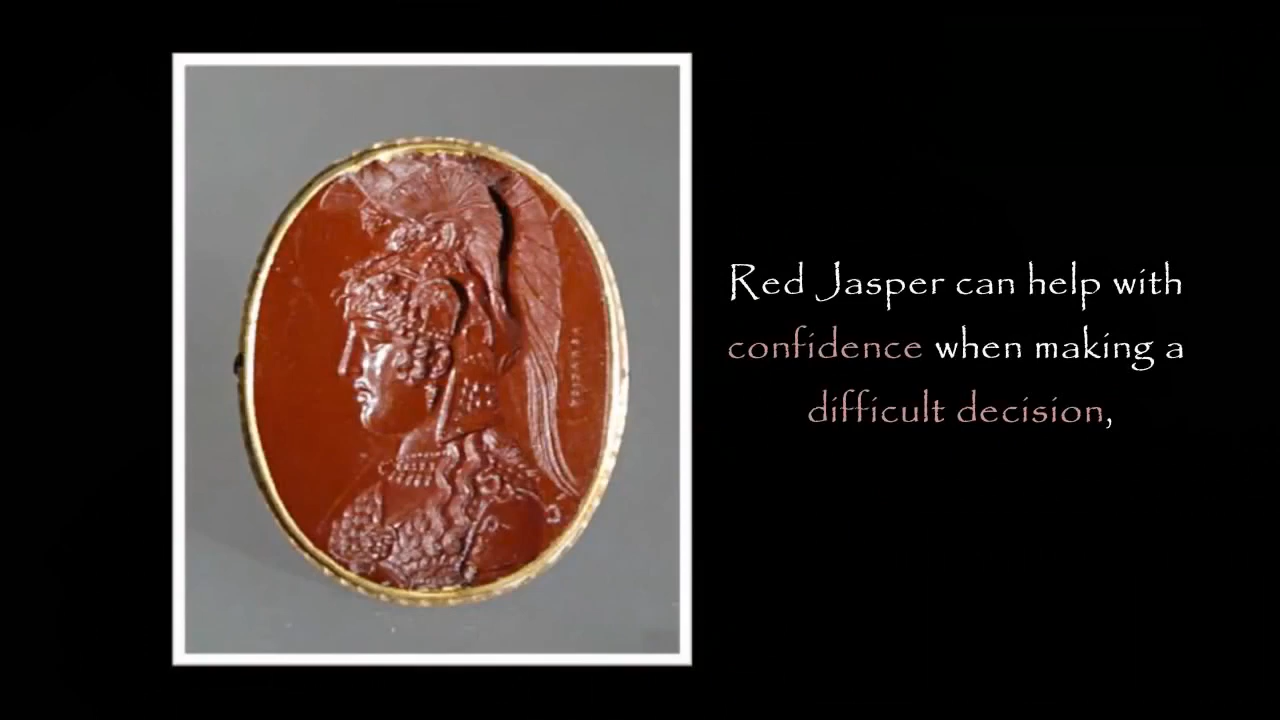 Red Jasper can help with
confidence when making a
difficult decision,